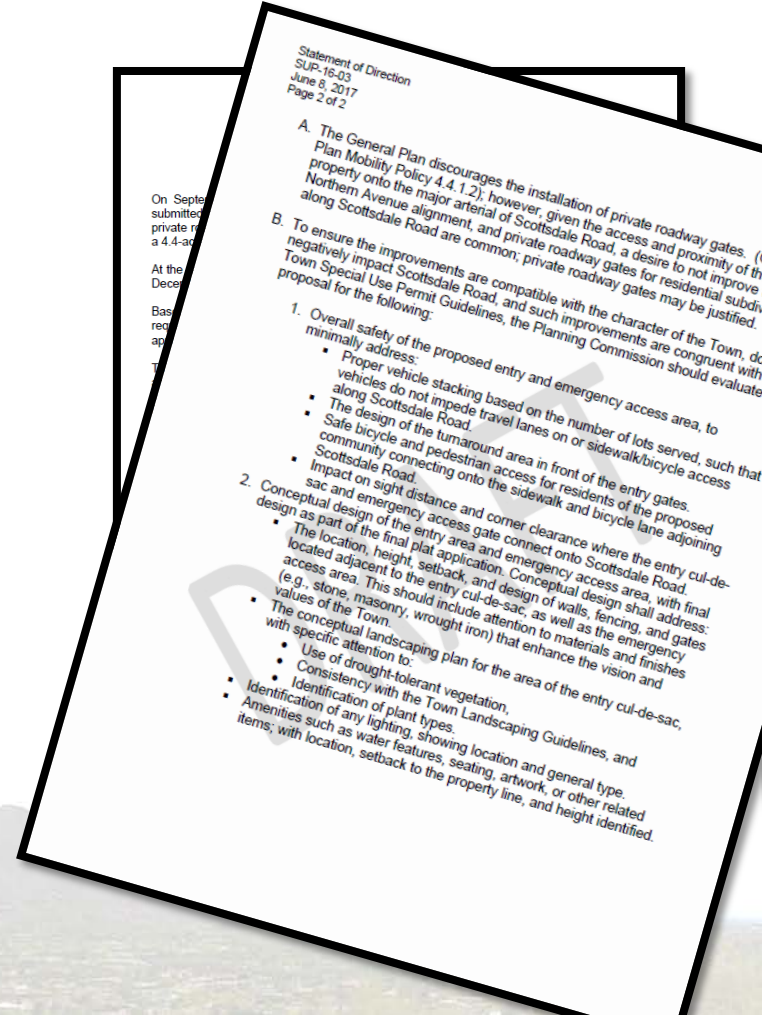 Statement of Direction
SUP-16-03
June 8, 2017
Page 2 of 2
A. The General Plan discourages the installation of private roadway gates.
Plan Mobility Policy 4.4.1.2); however, given the access and proximity of the
property onto the major arterial of Scottsdale Road, a desire to not improve
Northern Avenue alignment, and private roadway gates for residential
along Scottsdale Road are common; private roadway gates may be justified.
B. To ensure the improvements are compatible with the character of the Town,
negatively impact Scottsdale Road, and such improvements are congruent with
Town Special Use Permit Guidelines, the Planning Commission should evaluate
proposal for the following:
1. Overall safety of the proposed entry and emergency access area, to
minimally address:
▪ Proper vehicle stacking based on the number of lots served, such that
vehicles do not impede travel lanes on or sidewalk/bicycle access
along Scottsdale Road.
▪ The design of the turnaround area in front of the entry gates.
▪ Safe bicycle and pedestrian access for residents of the proposed
community connecting onto the sidewalk and bicycle lane adjoining
Scottsdale Road.
▪ Impact on sight distance and corner clearance where the entry cul-de-
sac and emergency access gate connect onto Scottsdale Road.
2. Conceptual design of the entry area and emergency access area, with final
design as part of the final plat application. Conceptual design shall address:
▪ The location, height, setback, and design of walls, fencing, and gates
located adjacent to the entry cul-de-sac, as well as the emergency
access area. This should include attention to materials and finishes
(e.g., stone, masonry, wrought iron) that enhance the vision and
values of the Town.
▪ The conceptual landscaping plan for the area of the entry cul-de-sac,
with specific attention to:
• Use of drought-tolerant vegetation,
• Consistency with the Town Landscaping Guidelines, and
• Identification of plant types.
▪ Identification of any lighting, showing location and general type.
▪ Amenities such as water features, seating, artwork, or other related
items; with location, setback to the property line, and height identified.
DRAFT
On
submitted
private
a
At the